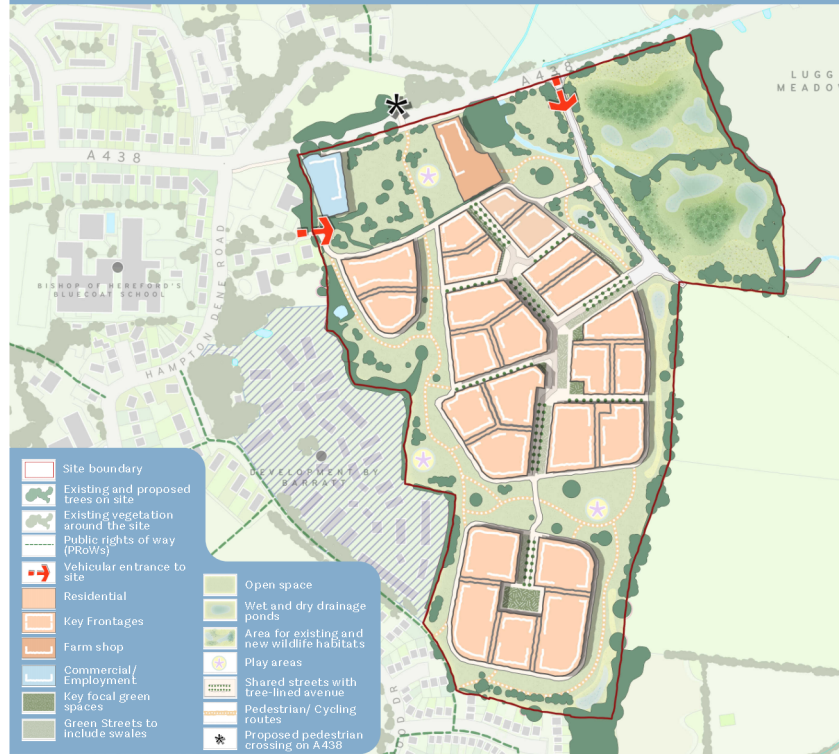 A438
LUGG
MEADOW
A438
BISHOP OF HEREFORD'S
BLUECOAT SCHOOL
HAMPTON DENE ROAD
DEVELOPMENT BY
BARRATT
Site boundary
Existing and proposed
trees on site
Existing vegetation
around the site
Public rights of way
(PRoWs)
Vehicular entrance to
site
Residential
Key Frontages
Farm shop
Commercial/
Employment
Key focal green
spaces
Green Streets to
include swales
Open space
Wet and dry drainage
ponds
Area for existing and
new wildlife habitats
Play areas
Shared streets with
tree-lined avenue
Pedestrian/ Cycling
routes
Proposed pedestrian
crossing on A438